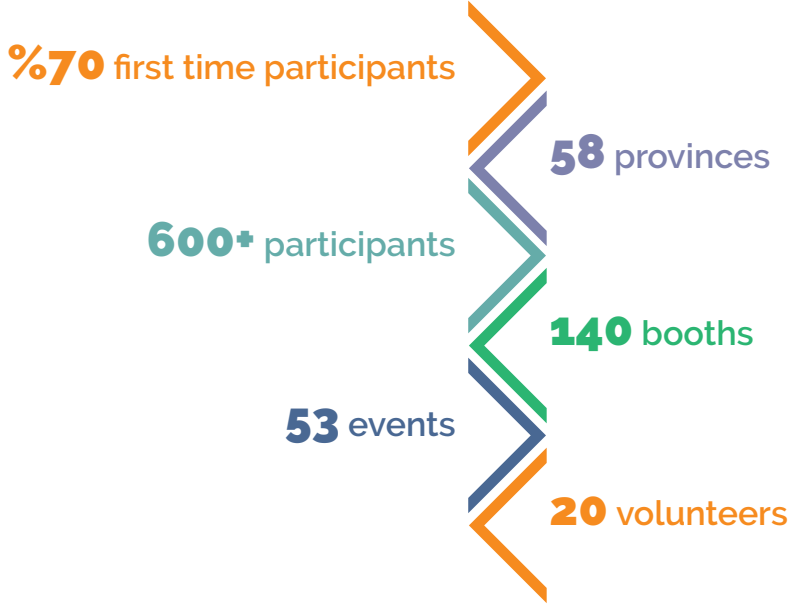 %70 first time participants
58 provinces
600+ participants
140 booths
53 events
20 volunteers